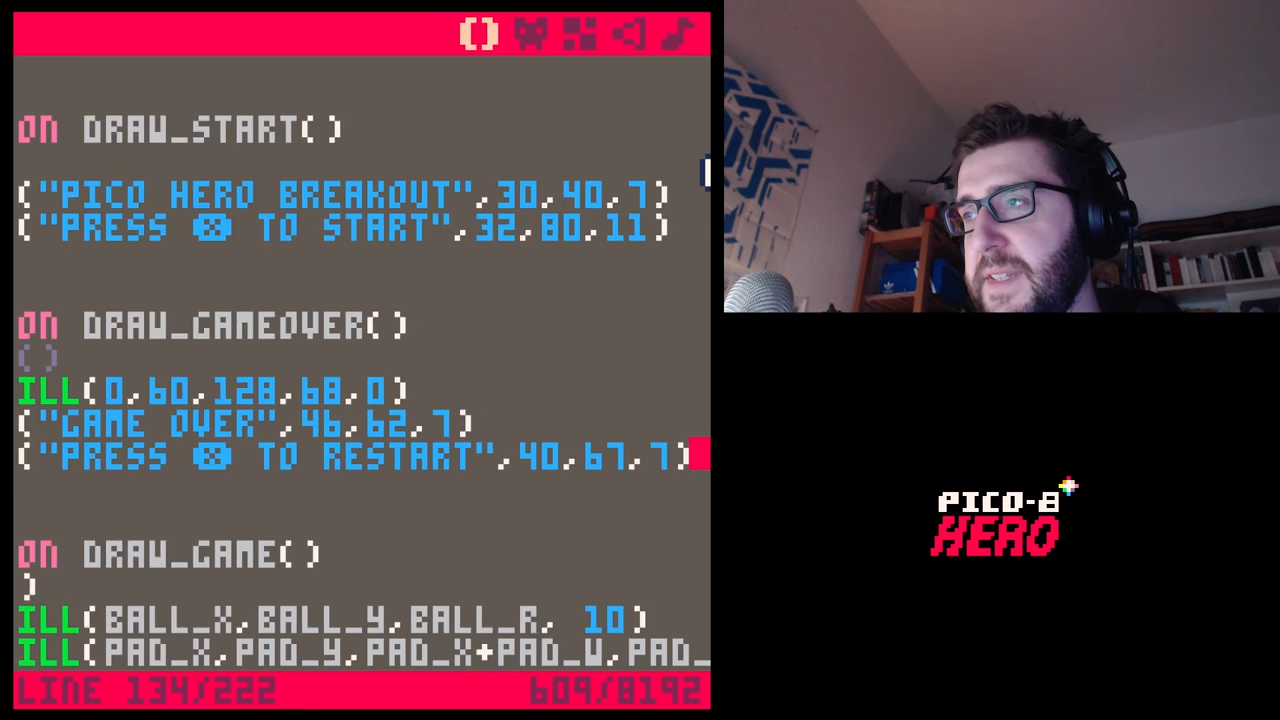 ON DRAW_START()
("PICO HERO BREAKOUT",30,40,7)
("PRESS ❎ TO START",32,80,11)
ON DRAW_GAMEOVER()
()
ILL(0,60,128,68,0)
("GAME OVER",46,62,7)
("PRESS ❎ TO RESTART",40,67,7)
ON DRAW_GAME()
)
ILL(BALL_X,BALL_Y,BALL_R, 10)
ILL(PAD_X,PAD_Y,PAD_X+PAD_W,PAD_
LINE 134/222
609/8192
PICO-8
HERO